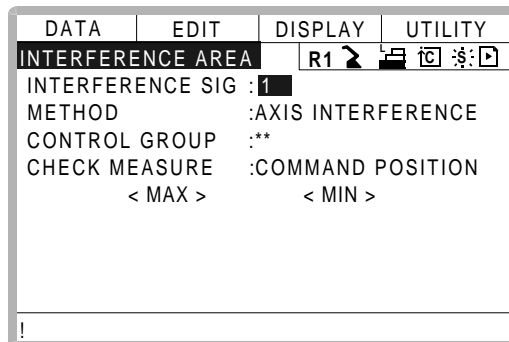 DATA EDIT DISPLAY UTILITY
INTERFERENCE AREA R1 C S
INTERFERENCE SIG : 1
METHOD :AXIS INTERFERENCE
CONTROL GROUP :**
CHECK MEASURE :COMMAND POSITION
< MAX > < MIN >
!